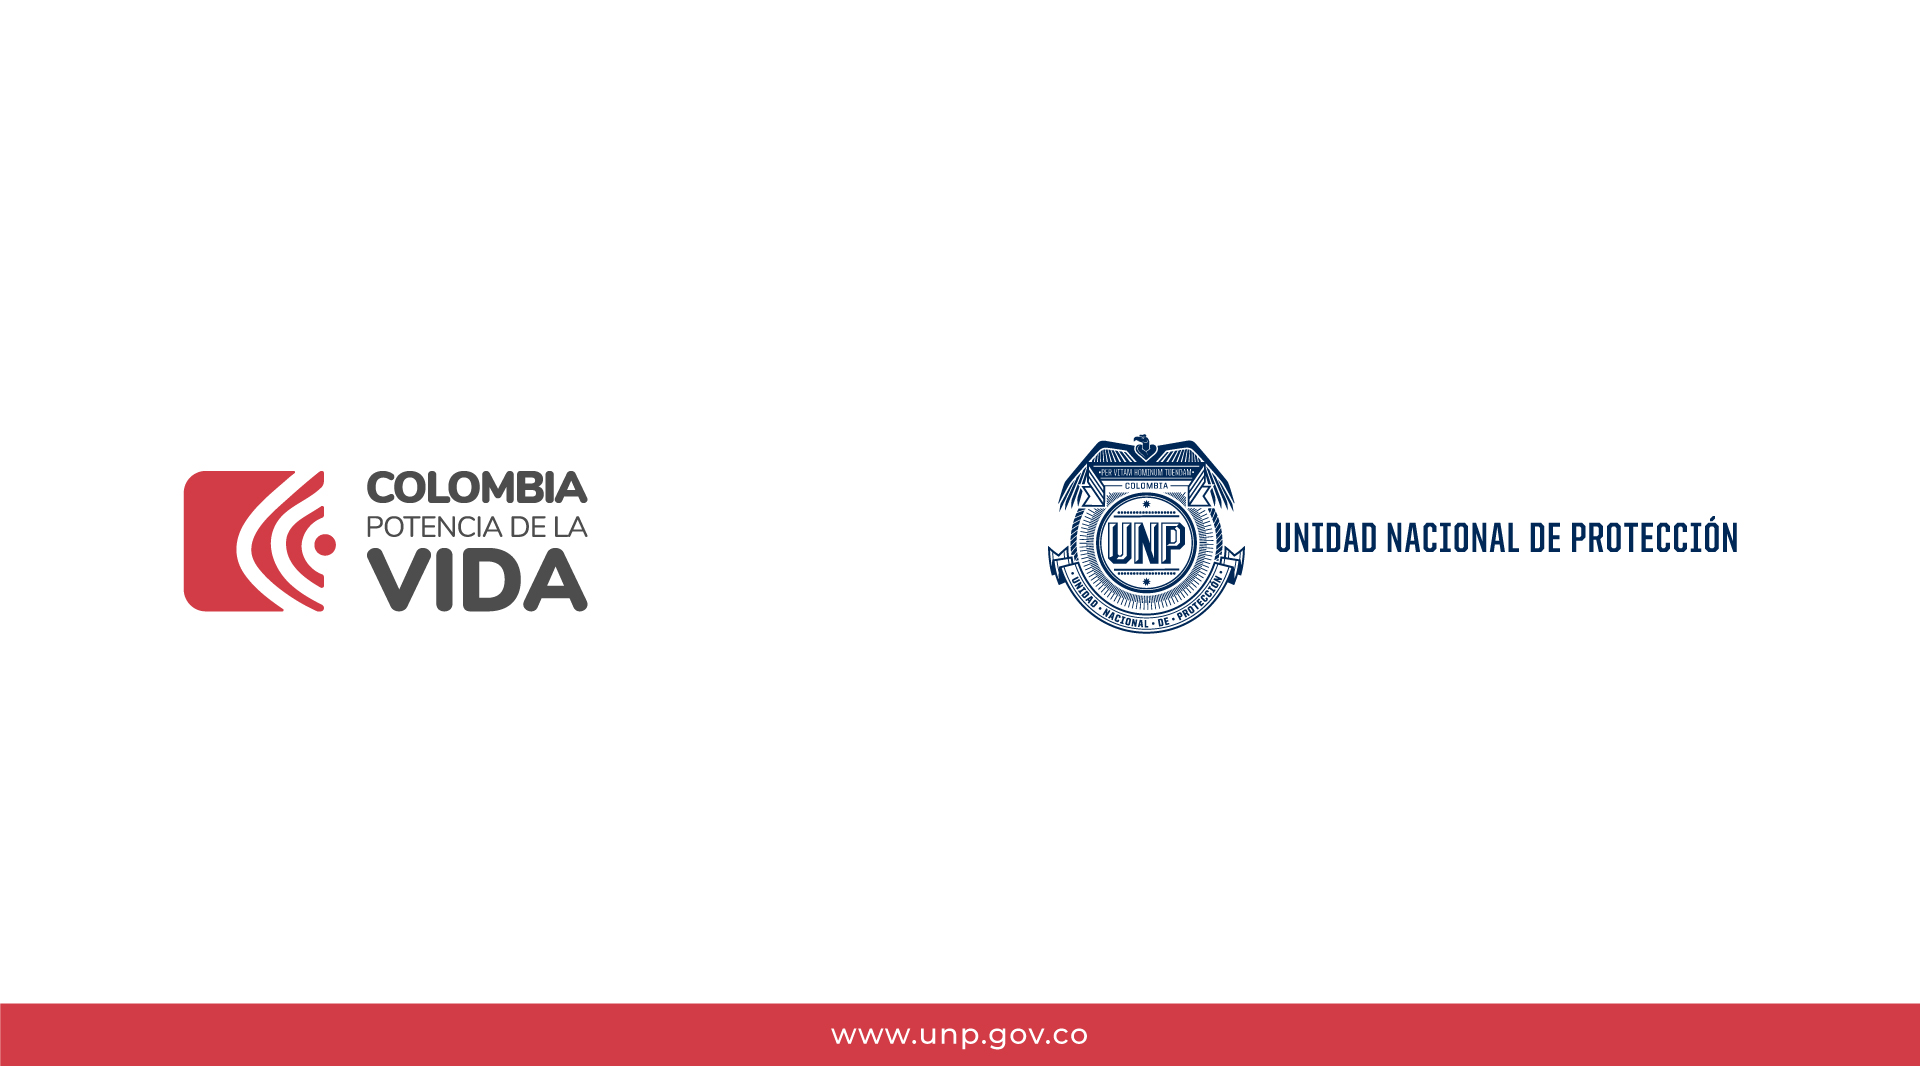 COLOMBIA
POTENCIA DE LA
VIDA
PER VITAM HOMINUM TUENDAM
COLOMBIA
UNP
UNIDAD • NACIONAL • DE • PROTECCIÓN
UNIDAD NACIONAL DE PROTECCIÓN
www.unp.gov.co